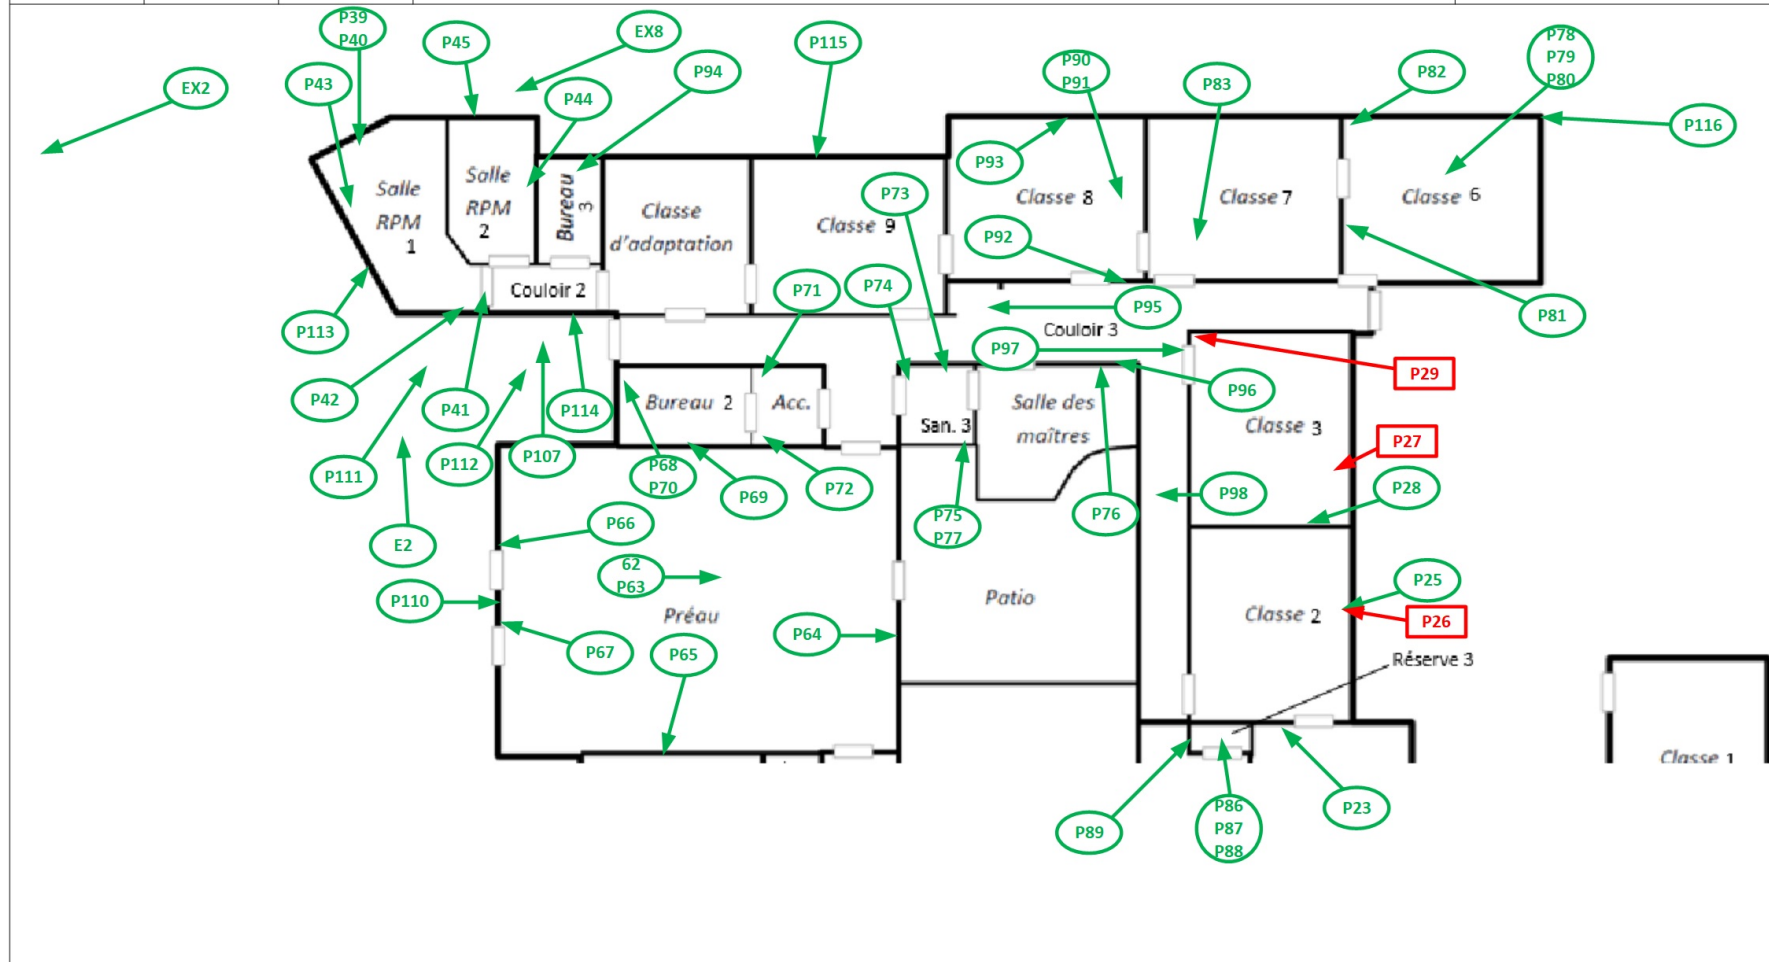 P39
P40
P45
EX8
P115
P94
P90
P91
P78
P79
P80
P82
P83
P43
EX2
P44
P116
P93
P73
Salle
RPM
1
Salle
RPM
2
Bureau
3
Classe
d'adaptation
Classe 9
Classe 8
Classe 7
Classe 6
P92
P74
P71
Couloir 2
P95
P81
P113
Couloir 3
P97
P29
P42
P41
P114
Bureau 2
Acc.
San. 3
Salle des
maîtres
P96
Classe 3
P27
P111
P112
P107
P68
P70
P69
P72
P98
P28
P76
P75
P77
P66
E2
62
P63
P110
Préau
Patio
P25
Classe 2
P26
P64
P67
P65
Réserve 3
Classe 1
P89
P86
P87
P88
P23